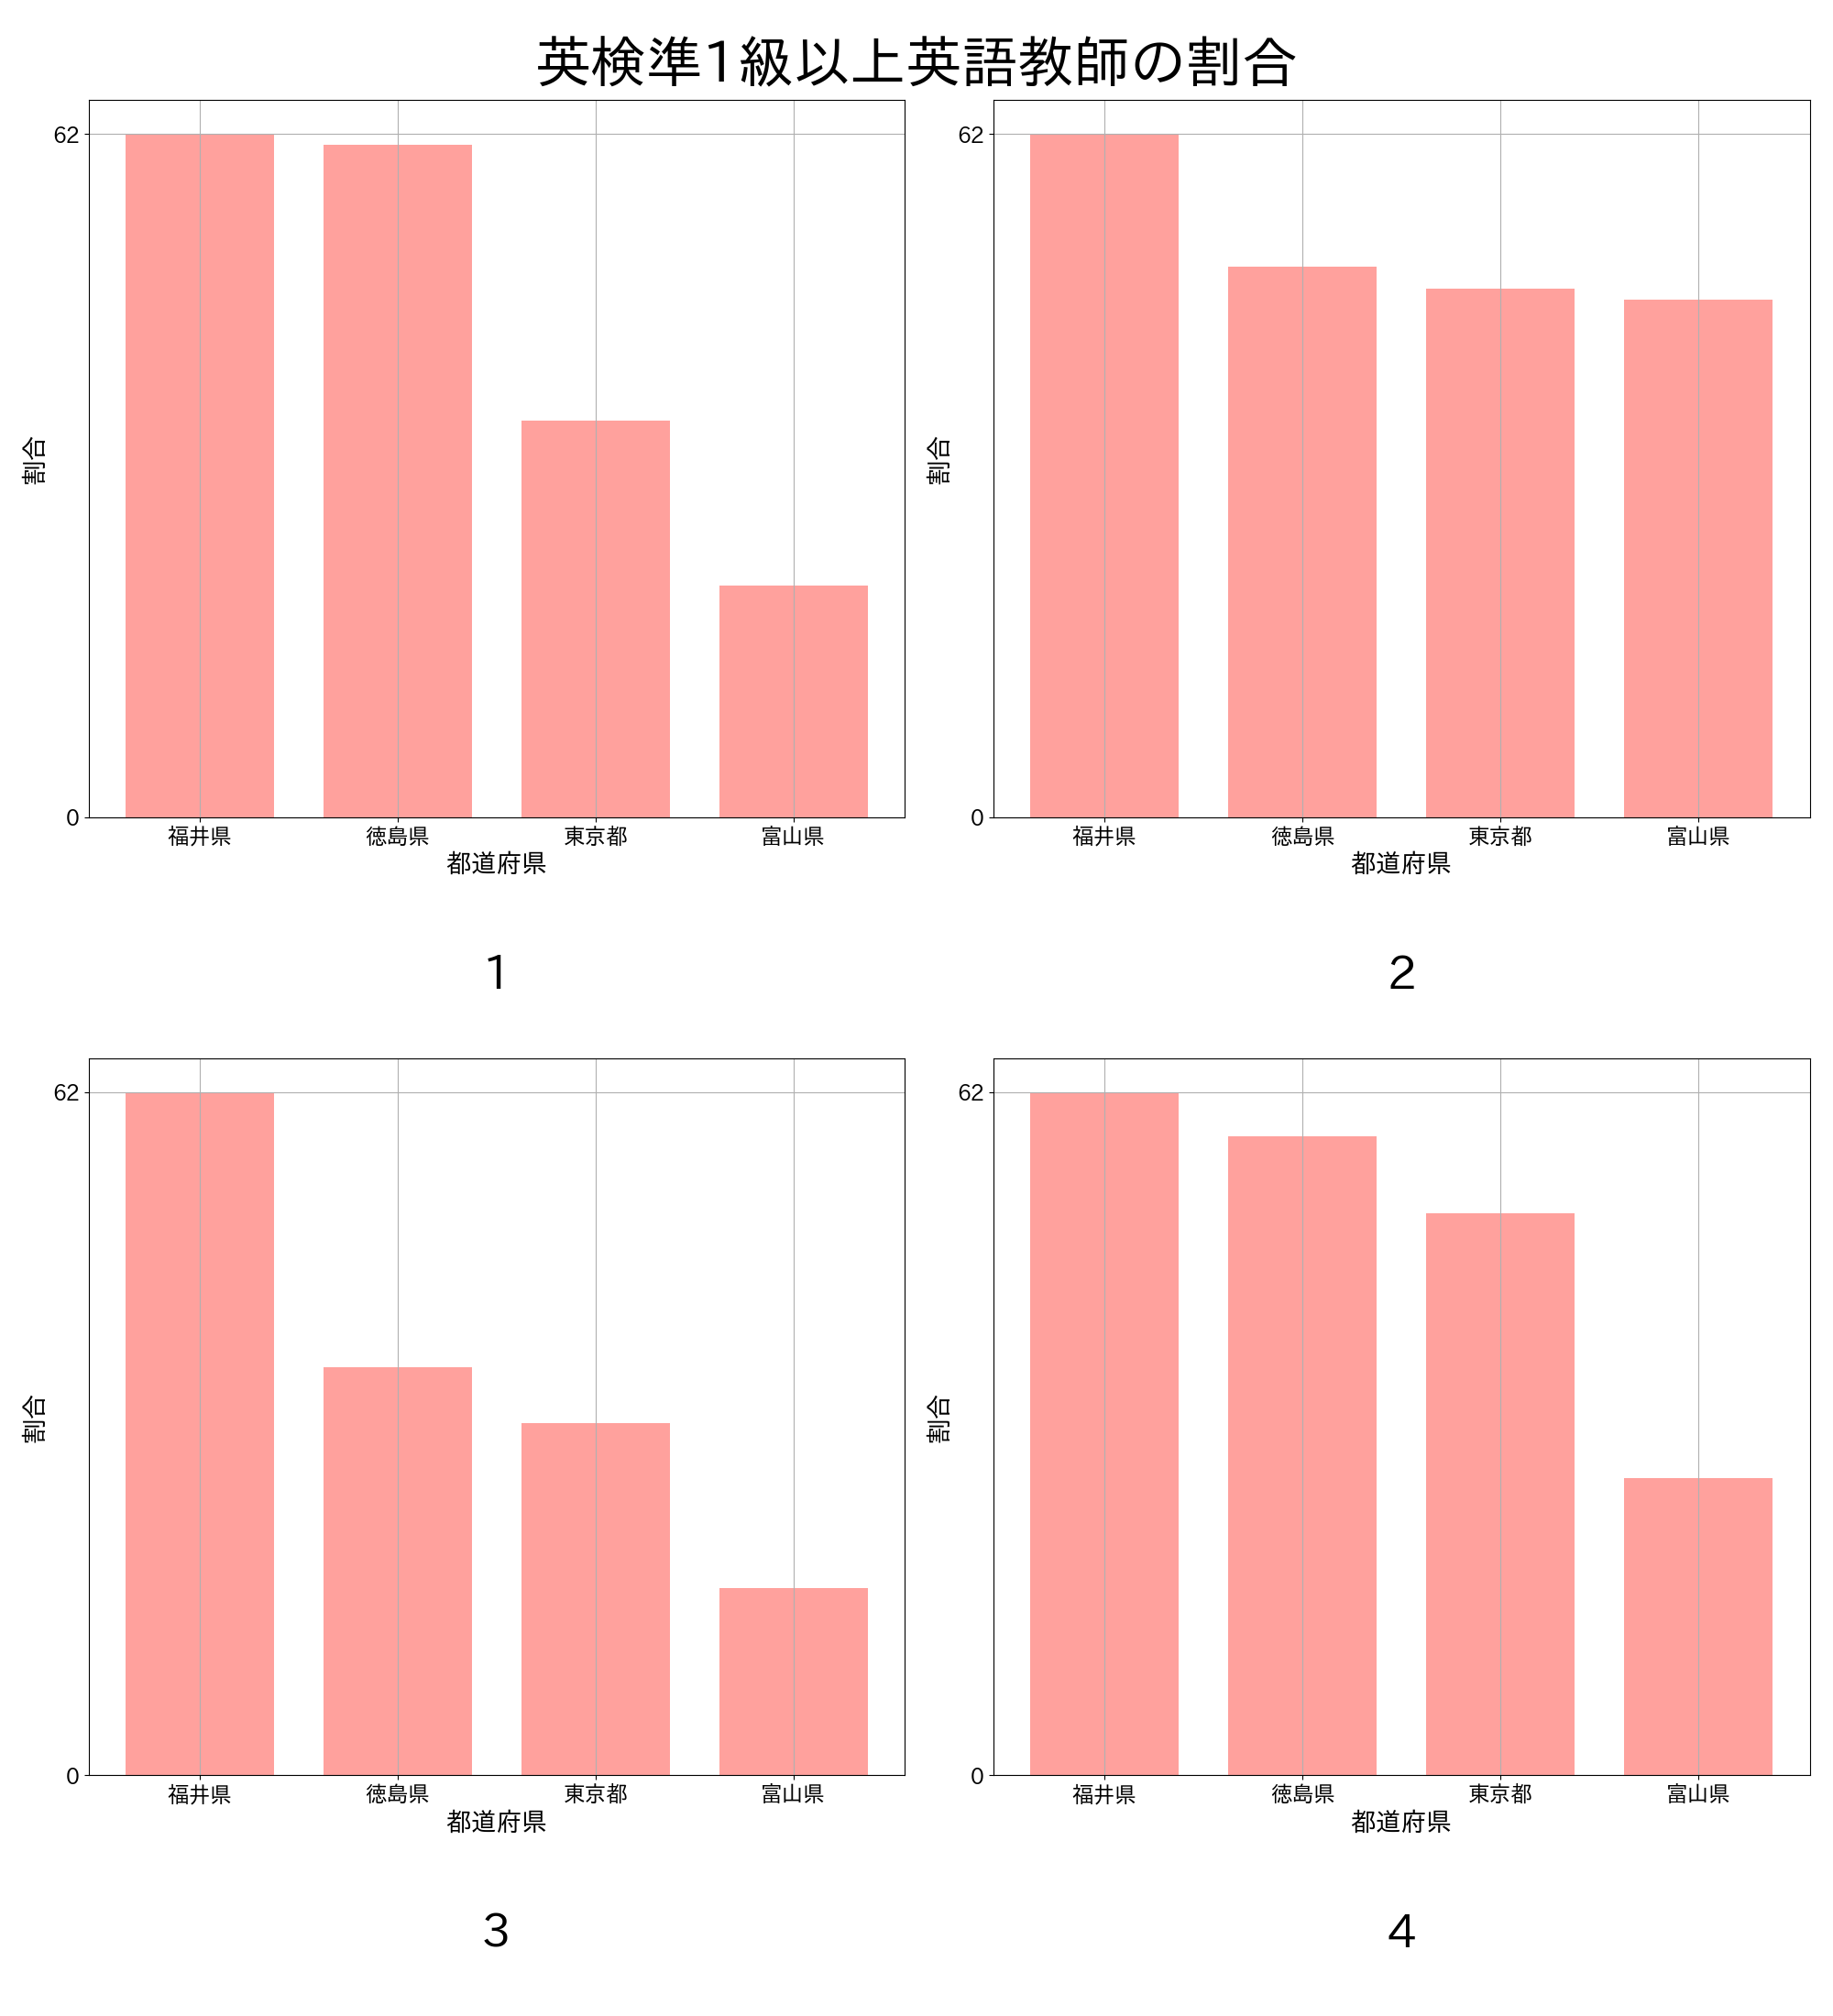 英検準1級以上英語教師の割合
62
0
割合
福井県 徳島県 東京都 富山県
都道府県
1
62
0
割合
福井県 徳島県 東京都 富山県
都道府県
2
62
0
割合
福井県 徳島県 東京都 富山県
都道府県
3
62
0
割合
福井県 徳島県 東京都 富山県
都道府県
4